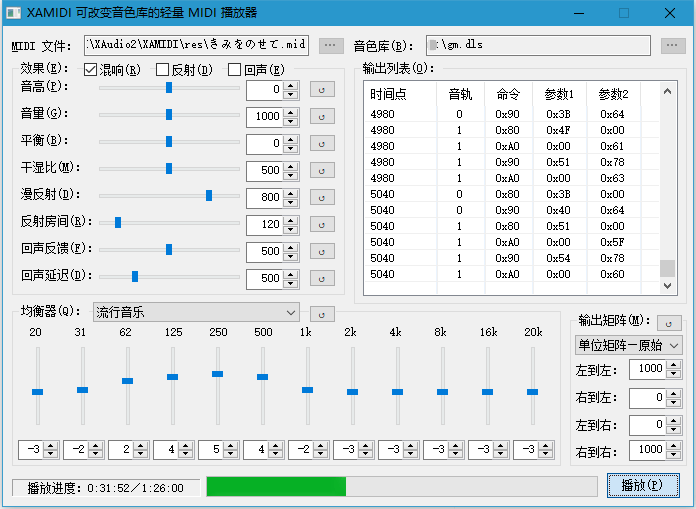 XAMIDI 可改变音色库的轻量 MIDI 播放器
MIDI 文件: :\XAudio2\XAMIDI\res\きみをのせて.mid ... 音色库(B): :\gm.dls ...
效果(E): 混响(R) 反射(D) 回声(E)
音高(P): 0
音量(G): 1000
平衡(B): 0
干湿比(M): 500
漫反射(D): 800
反射房间(R): 120
回声反馈(F): 500
回声延迟(D): 500
输出列表(O):
时间点 音轨 命令 参数1 参数2
4980 0 0x90 0x3B 0x64
4980 1 0x80 0x4F 0x00
4980 1 0xA0 0x00 0x61
4980 1 0x90 0x51 0x78
4980 1 0xA0 0x00 0x63
5040 0 0x80 0x3B 0x00
5040 0 0x90 0x40 0x64
5040 1 0x80 0x51 0x00
5040 1 0xA0 0x00 0x5F
5040 1 0x90 0x54 0x78
5040 1 0xA0 0x00 0x60
均衡器(Q): 流行音乐
20 31 62 125 250 500 1k 2k 4k 8k 16k 20k
-3 -2 2 4 5 4 -2 -3 -3 -3 -3 -3
输出矩阵(M):
单位矩阵—原始
左到左: 1000
右到左: 0
左到右: 0
右到右: 1000
播放进度: 0:31:52／1:26:00
播放(P)